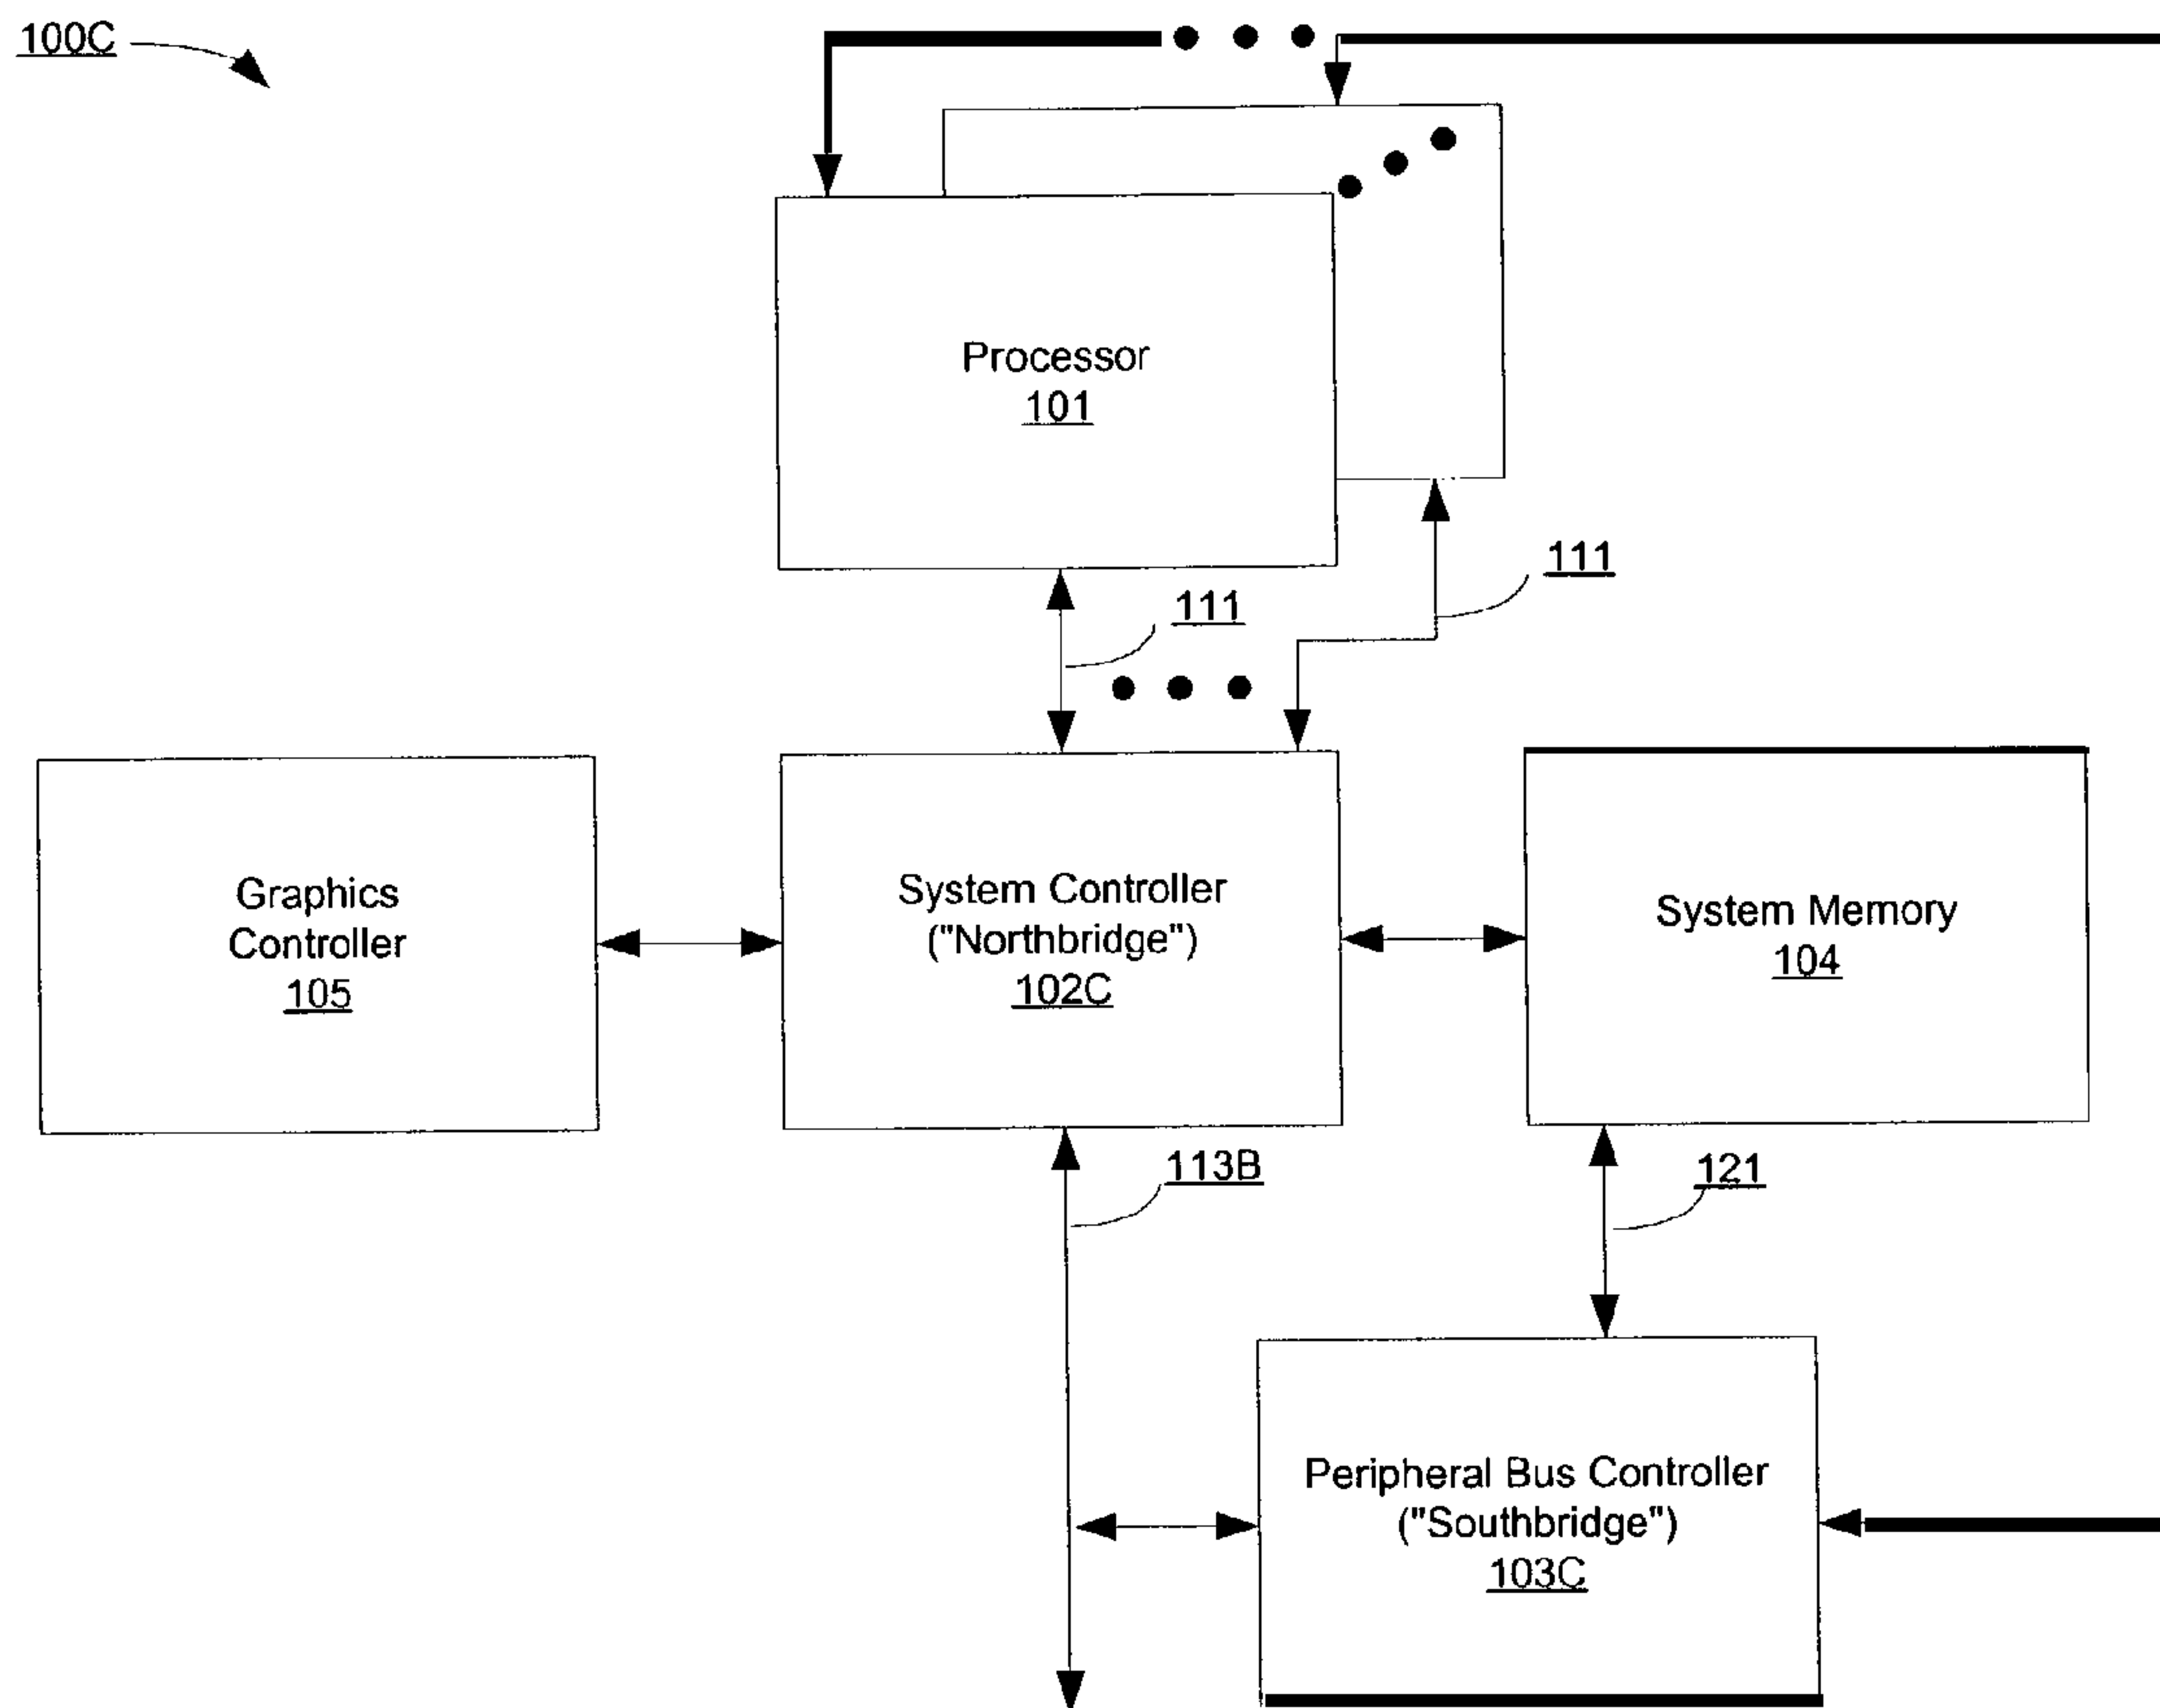 100C
Processor
101
111
111
Graphics
Controller
105
System Controller
("Northbridge")
102C
System Memory
104
113B
121
Peripheral Bus Controller
("Southbridge")
103C